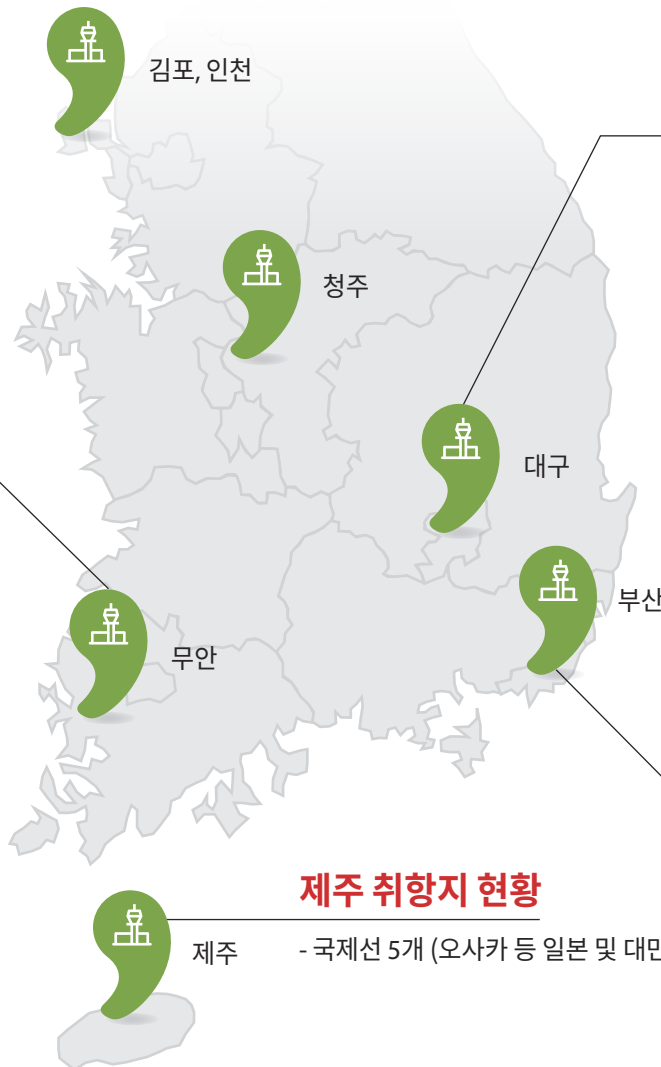 김포, 인천
청주
대구
부산
무안
제주 취항지 현황
제주
- 국제선 5개 (오사카 등 일본 및 대만